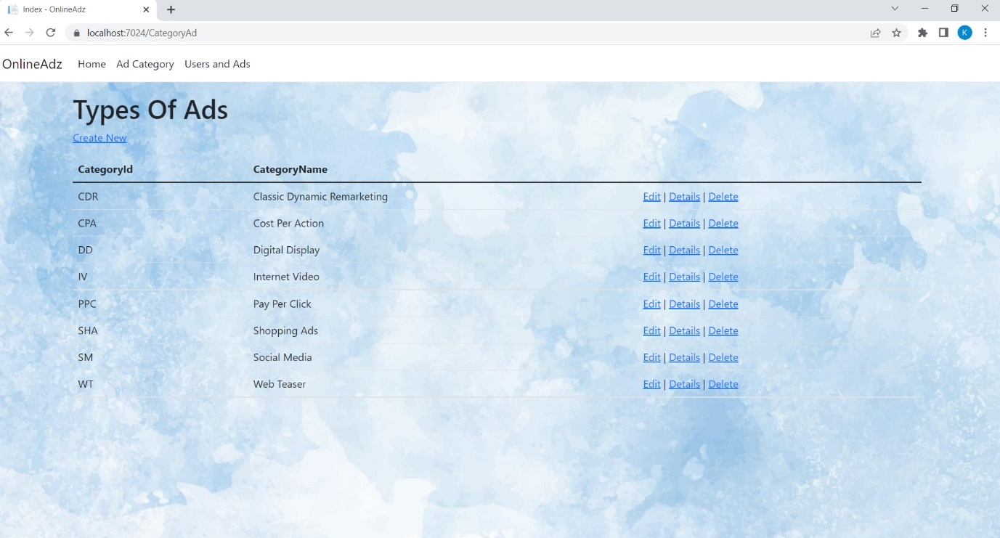 Index - OnlineAdz
localhost:7024/CategoryAd
K
OnlineAdz Home Ad Category Users and Ads
Types Of Ads
Create New
CategoryId CategoryName
CDR Classic Dynamic Remarketing Edit | Details | Delete
CPA Cost Per Action Edit | Details | Delete
DD Digital Display Edit | Details | Delete
IV Internet Video Edit | Details | Delete
PPC Pay Per Click Edit | Details | Delete
SHA Shopping Ads Edit | Details | Delete
SM Social Media Edit | Details | Delete
WT Web Teaser Edit | Details | Delete